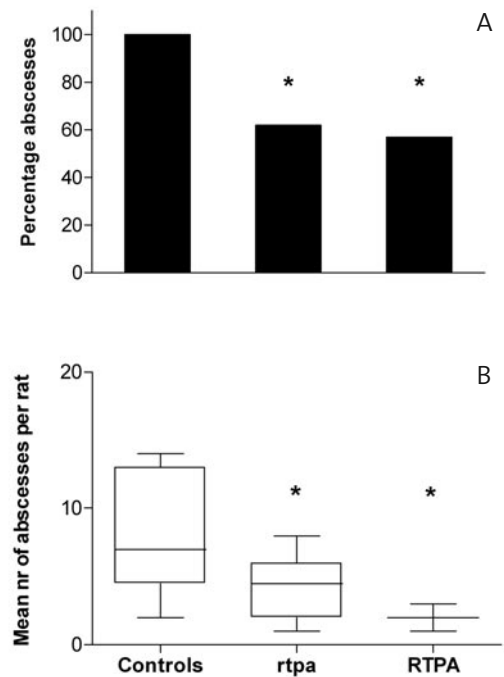 A
Percentage abscesses
100
80
60
40
20
0
*
*
B
Mean nr of abscesses per rat
20
10
0
*
*
Controls
rtpa
RTPA